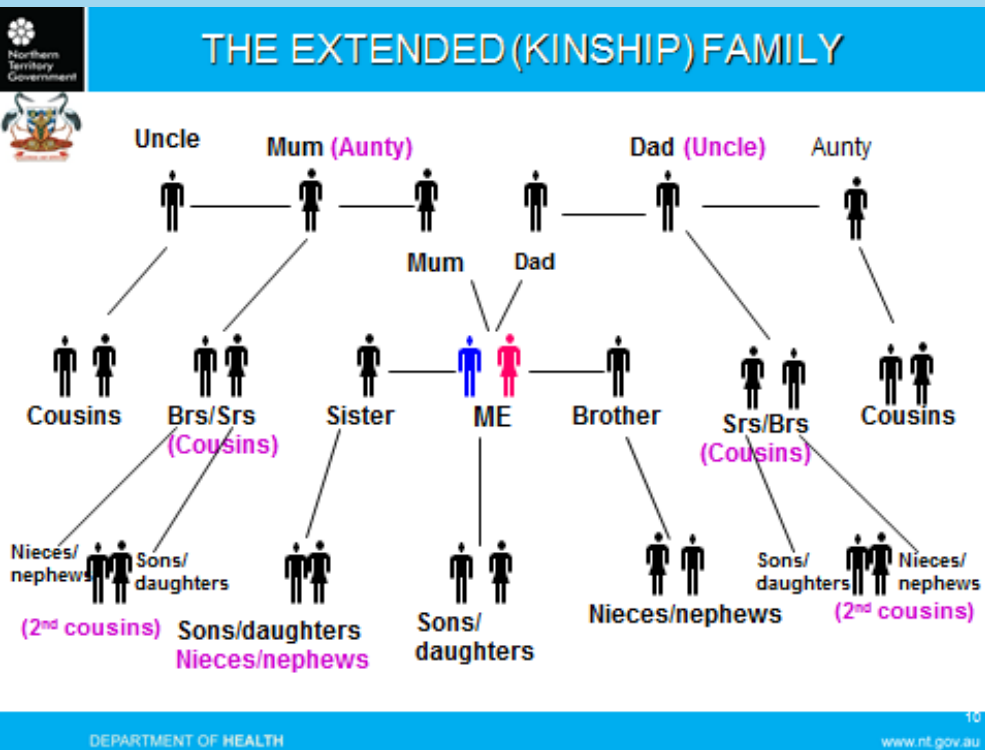 Northern
Territory
Government
THE EXTENDED (KINSHIP) FAMILY
Uncle
Mum (Aunty)
Dad (Uncle)
Aunty
Mum
Dad
Cousins
Brs/Srs
(Cousins)
Sister
ME
Brother
Srs/Brs
(Cousins)
Cousins
Nieces/
nephews
Sons/
daughters
(2nd cousins)
Sons/daughters
Nieces/nephews
Sons/
daughters
Nieces/nephews
Sons/
daughters
Nieces/
nephews
(2nd cousins)
10
DEPARTMENT OF HEALTH
www.nt.gov.au